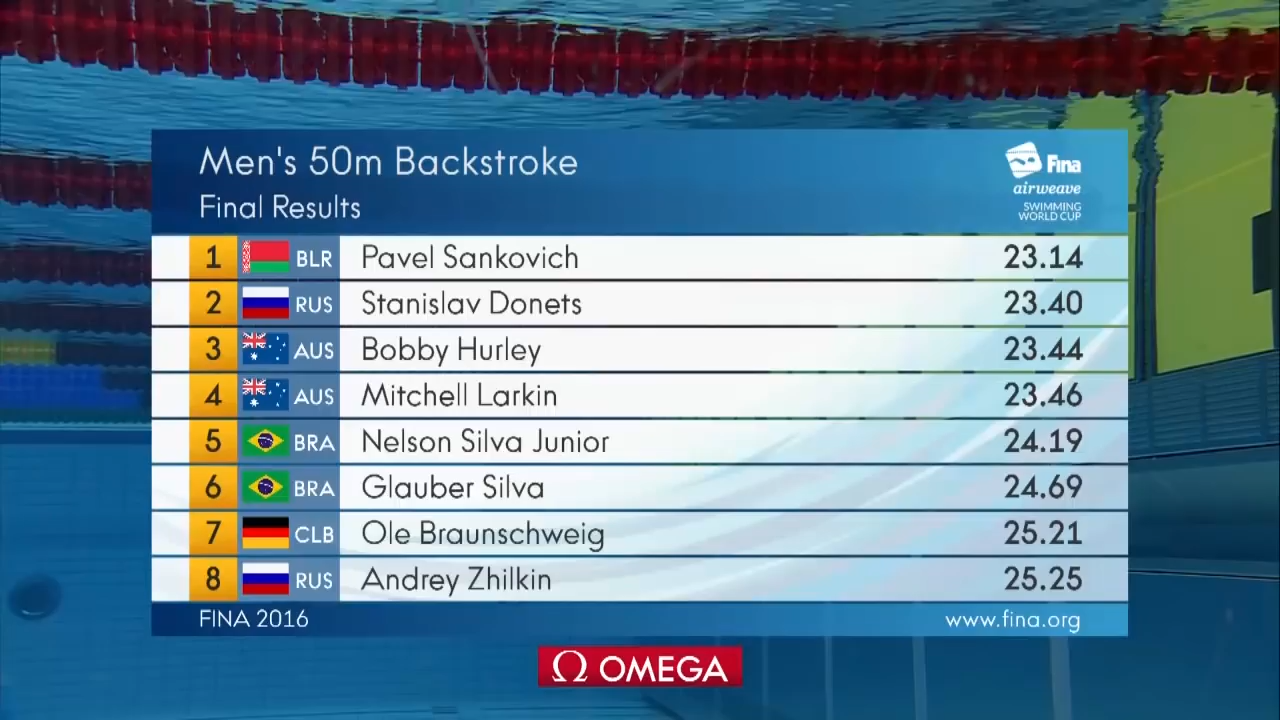 Men's 50m Backstroke
Final Results
Fina
airweave
SWIMMING
WORLD CUP
1 BLR Pavel Sankovich 23.14
2 RUS Stanislav Donets 23.40
3 AUS Bobby Hurley 23.44
4 AUS Mitchell Larkin 23.46
5 BRA Nelson Silva Junior 24.19
6 BRA Glauber Silva 24.69
7 CLB Ole Braunschweig 25.21
8 RUS Andrey Zhilkin 25.25
FINA 2016 www.fina.org
Ω OMEGA